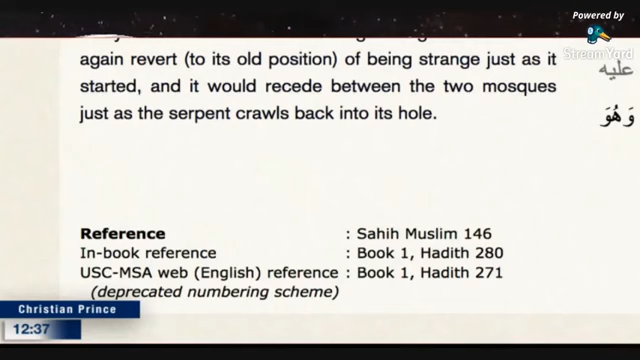 Powered by
StreamYard
again revert (to its old position) of being strange just as it
started, and it would recede between the two mosques
just as the serpent crawls back into its hole.
عليه
وَهُوَ
Reference : Sahih Muslim 146
In-book reference : Book 1, Hadith 280
USC-MSA web (English) reference : Book 1, Hadith 271
(deprecated numbering scheme)
Christian Prince
12:37